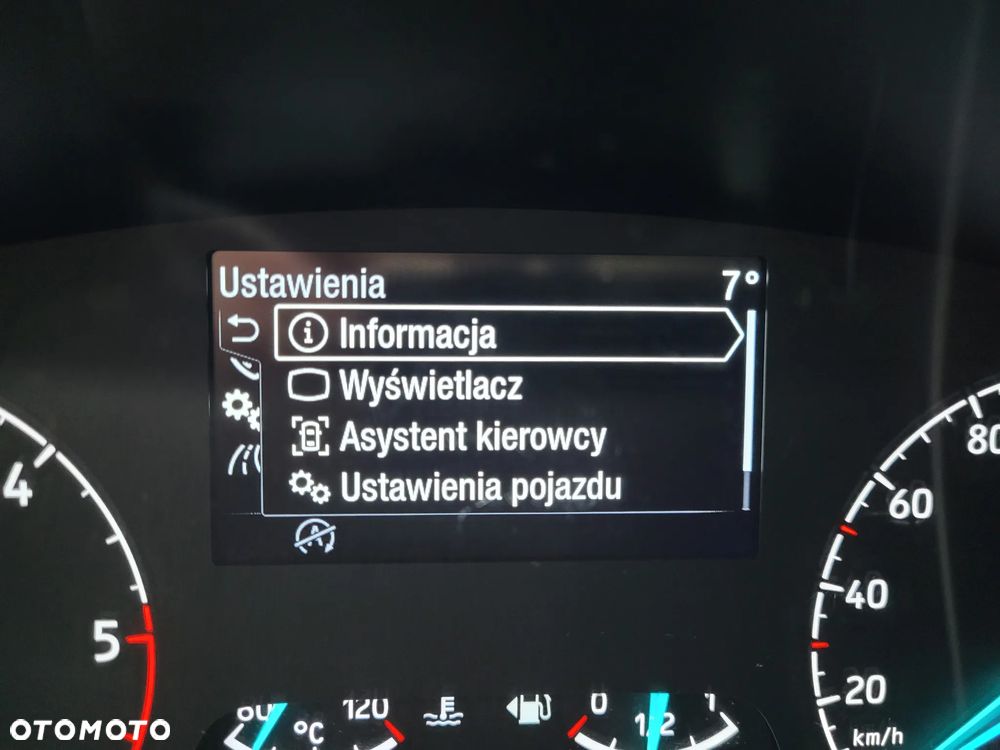 Ustawienia 7°
Informacja
Wyświetlacz
Asystent kierowcy
Ustawienia pojazdu
A
4
5
80
60
40
20
km/h
60 °C 120
0 1/2 1
OTOMOTO